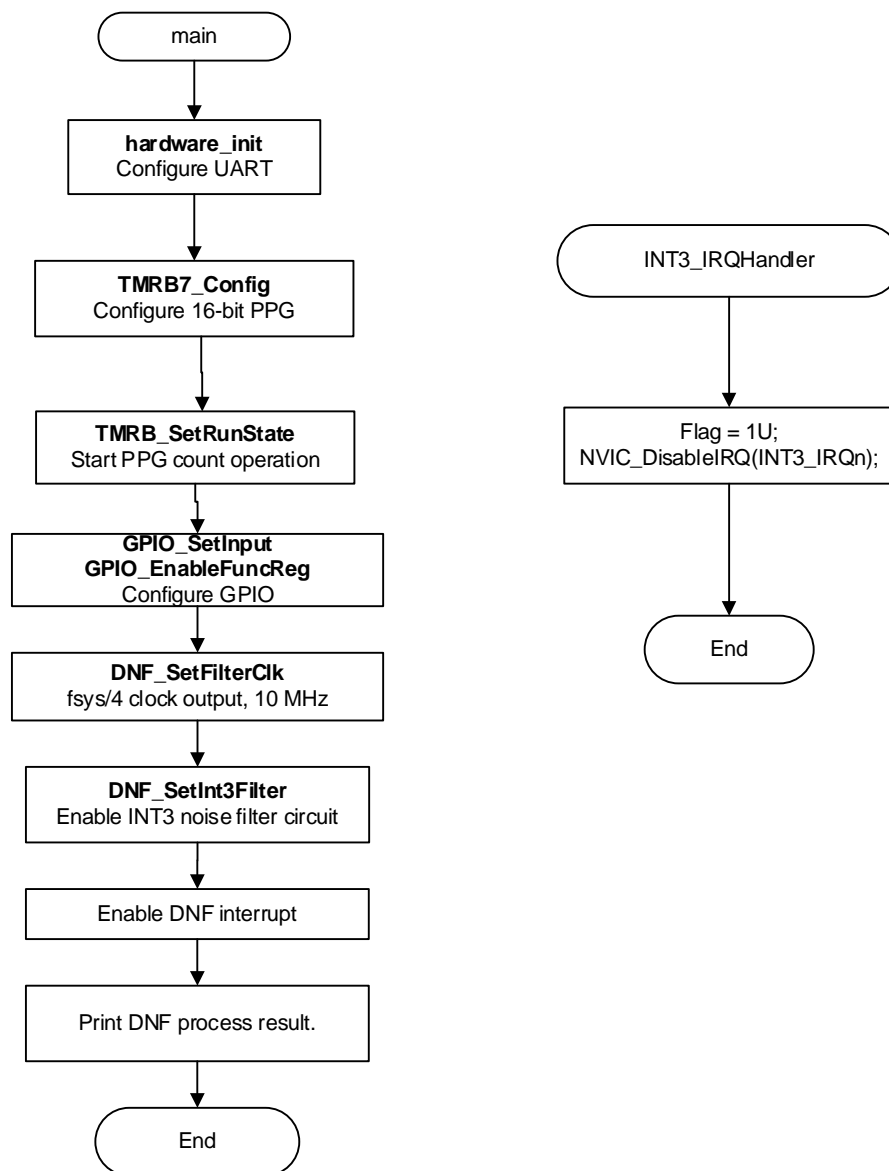 main
hardware_init
Configure UART
TMRB7_Config
Configure 16-bit PPG
TMRB_SetRunState
Start PPG count operation
GPIO_SetInput
GPIO_EnableFuncReg
Configure GPIO
DNF_SetFilterClk
fsys/4 clock output, 10 MHz
DNF_SetInt3Filter
Enable INT3 noise filter circuit
Enable DNF interrupt
Print DNF process result.
End
INT3_IRQHandler
Flag = 1U;
NVIC_DisableIRQ(INT3_IRQn);
End